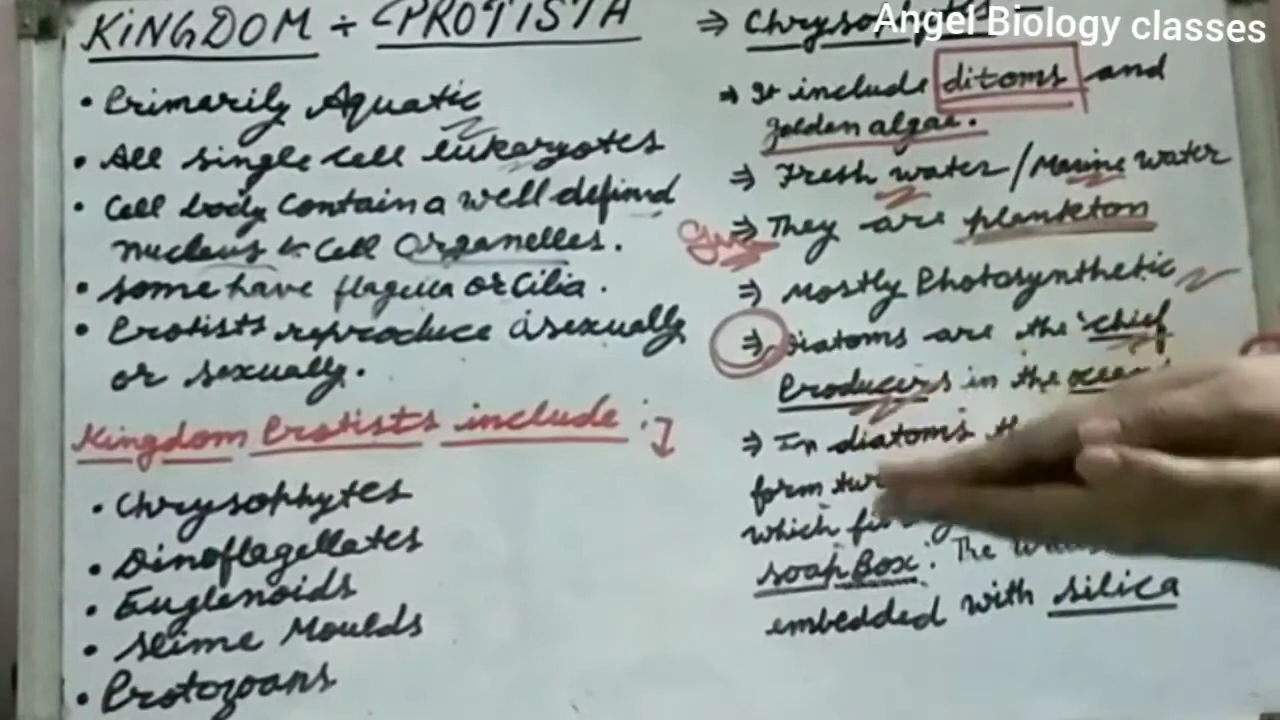 KINGDOM ÷ PROTISTA
• Primarily Aquatic
• All single cell eukaryotes
• Cell body contain a well defined
nucleus & cell organelles.
• some have flagella or cilia.
• Protists reproduce asexually
or sexually.
Kingdom Protists include :↴
• Chrysophytes
• Dinoflagellates
• Euglenoids
• Slime Moulds
• Protozoans
Angel Biology classes
⇒
⇒ It include ditoms and
golden algae.
⇒ Fresh water / Marine water
⇒ They are plankton
⇒ Mostly Photosynthetic
⇒ Diatoms are the 'chief
Producers in the
⇒ In diatoms
form
which
soap Box. The
embedded with silica